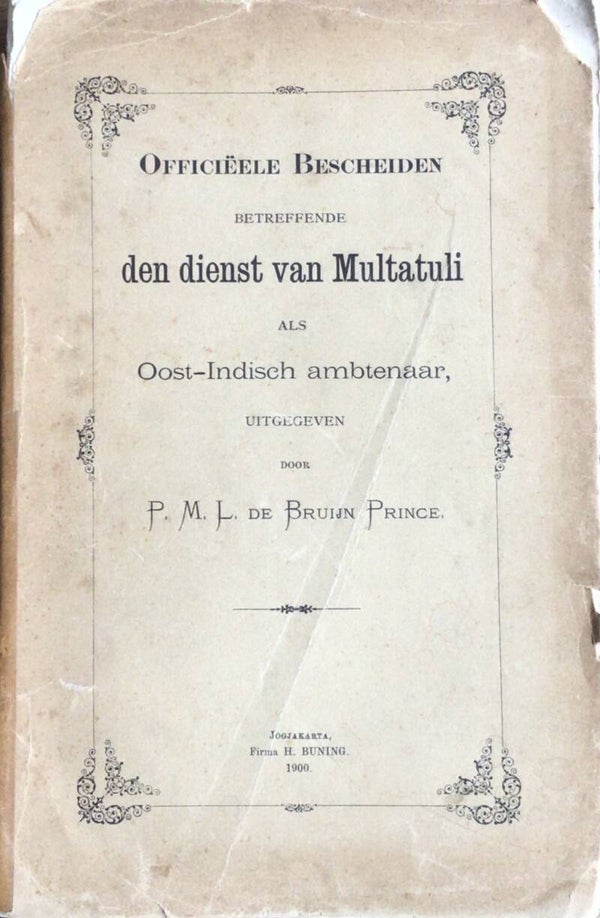 Officiëele Bescheiden
BETREFFENDE
den dienst van Multatuli
ALS
Oost-Indisch ambtenaar,
UITGEGEVEN
DOOR
P. M. L. de Bruijn Prince.
Jogjakarta,
Firma H. BUNING.
1900.